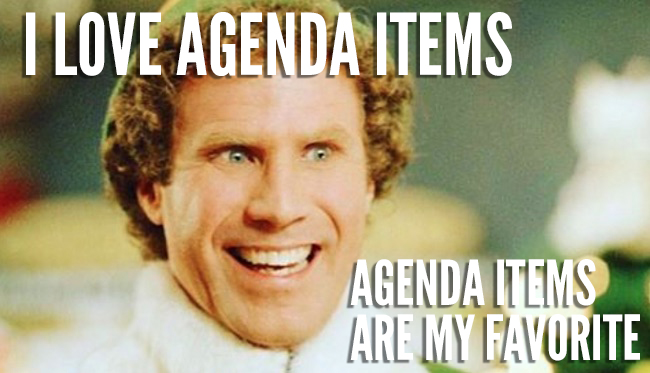 I LOVE AGENDA ITEMS
AGENDA ITEMS
ARE MY FAVORITE